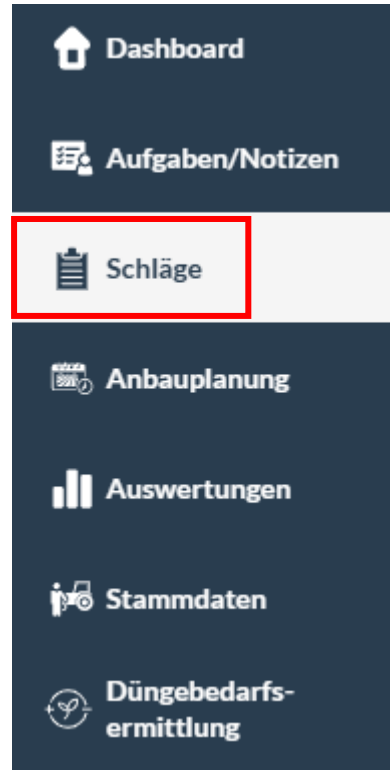 Dashboard
Aufgaben/Notizen
Schläge
Anbauplanung
Auswertungen
Stammdaten
Düngebedarfs-
ermittlung